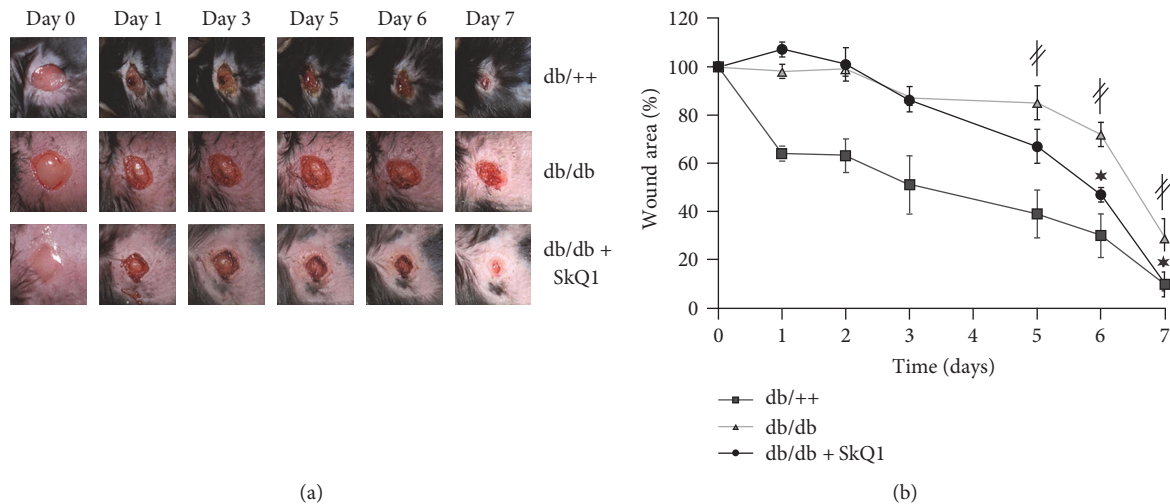 Day 0 Day 1 Day 3 Day 5 Day 6 Day 7
db/++
db/db
db/db +
SkQ1
(a)
120
100
80
60
40
20
0
Wound area (%)
0 1 2 3 4 5 6 7
Time (days)
db/++
db/db
db/db + SkQ1
(b)